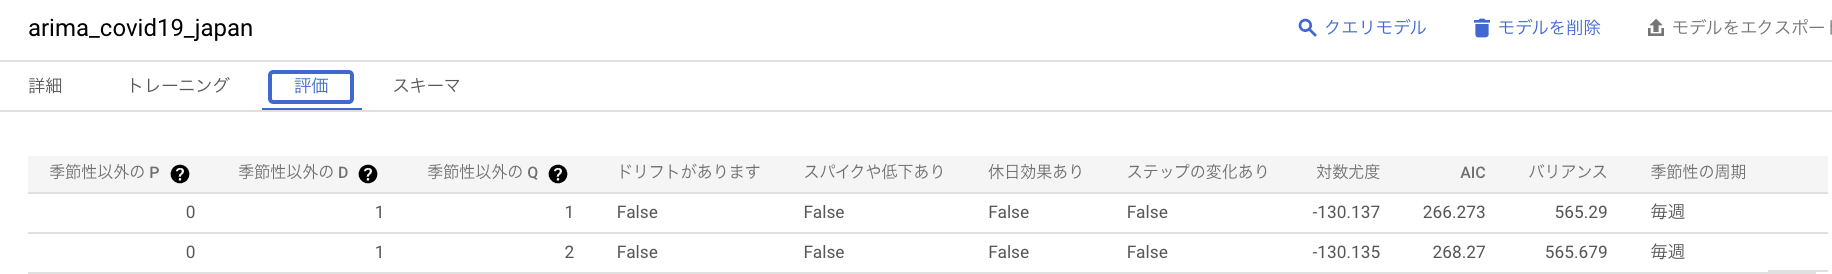 arima_covid19_japan クエリモデル モデルを削除 モデルをエクスポート
詳細 トレーニング 評価 スキーマ
季節性以外の P ? 季節性以外の D ? 季節性以外の Q ? ドリフトがあります スパイクや低下あり 休日効果あり ステップの変化あり 対数尤度 AIC バリアンス 季節性の周期
0 1 1 False False False False -130.137 266.273 565.29 毎週
0 1 2 False False False False -130.135 268.27 565.679 毎週